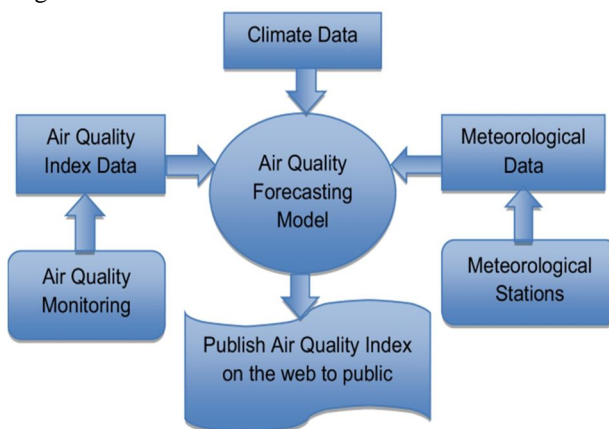 Climate Data
Air Quality
Index Data
Air Quality
Forecasting
Model
Meteorological
Data
Air Quality
Monitoring
Meteorological
Stations
Publish Air Quality Index
on the web to public